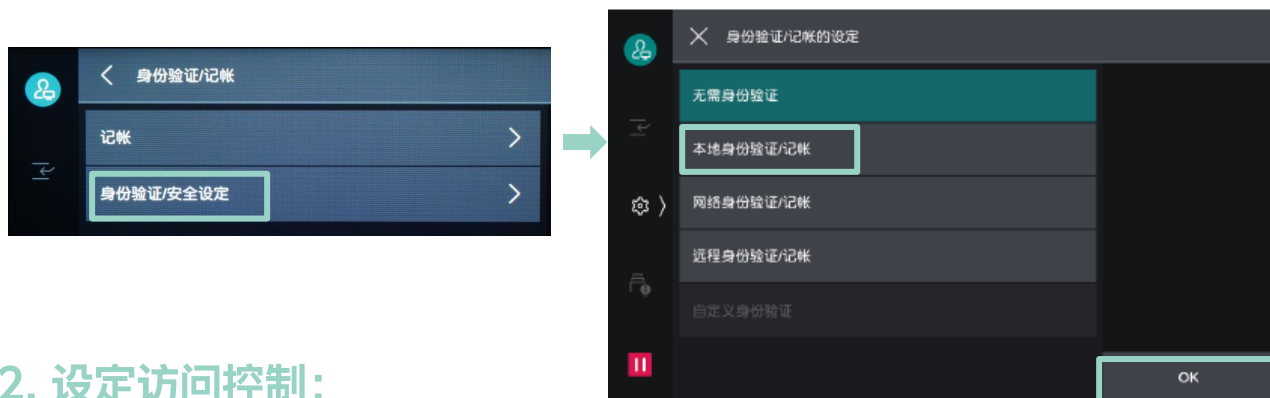 身份验证/记帐
记帐
身份验证/安全设定
身份验证/记帐的设定
无需身份验证
本地身份验证/记帐
网络身份验证/记帐
远程身份验证/记帐
自定义身份验证
OK
2. 设定访问控制：